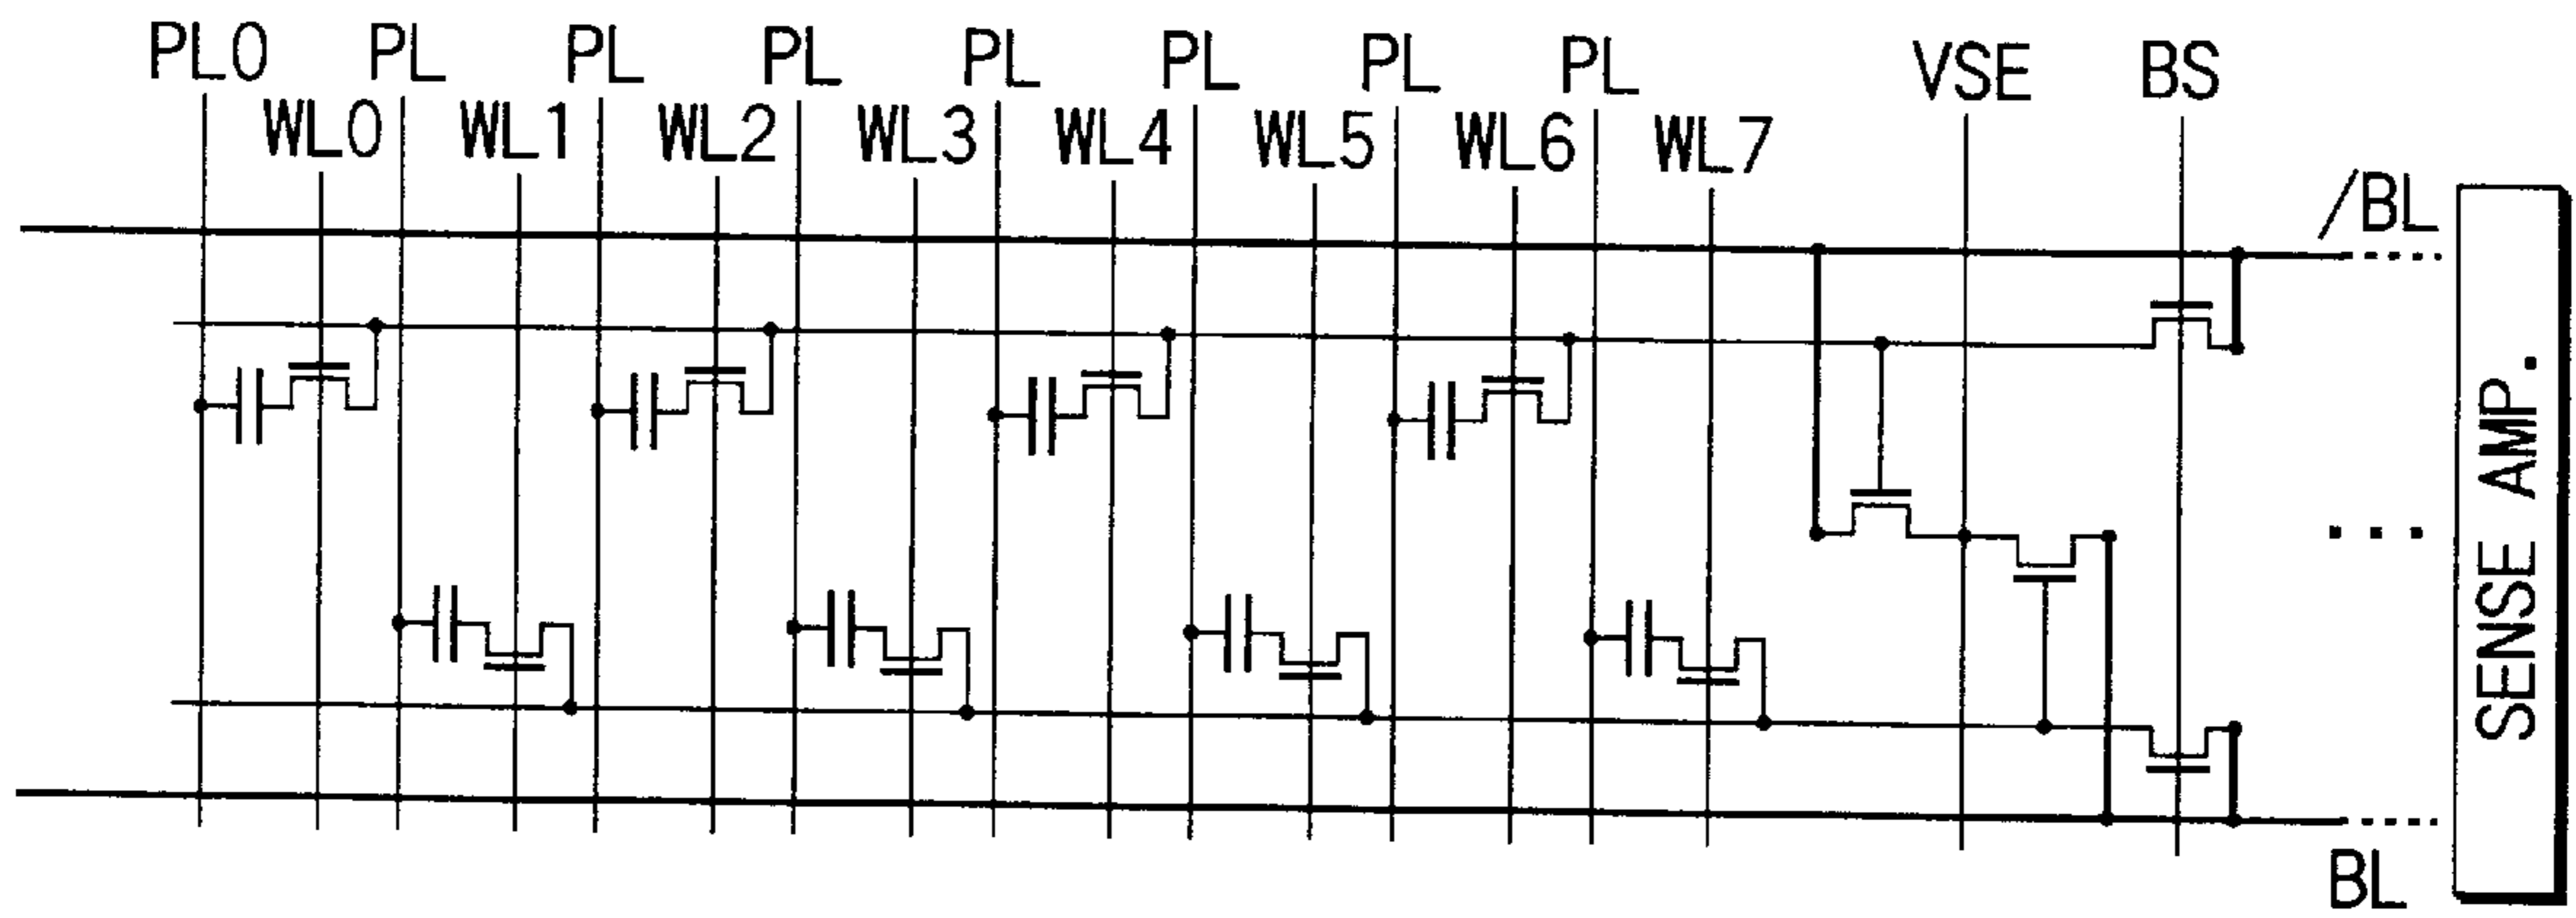 PL0 PL PL PL PL PL PL PL VSE BS
WL0 WL1 WL2 WL3 WL4 WL5 WL6 WL7
/BL
SENSE AMP.
BL